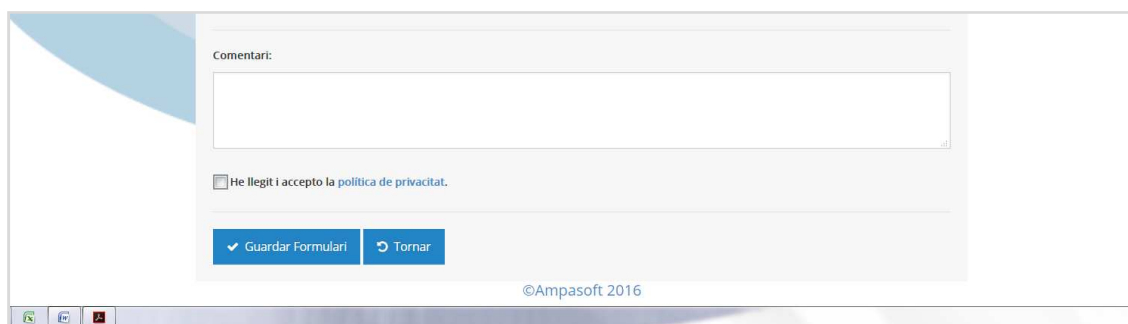 Comentari:
He llegit i accepto la política de privacitat.
Guardar Formulari
Tornar
©Ampasoft 2016